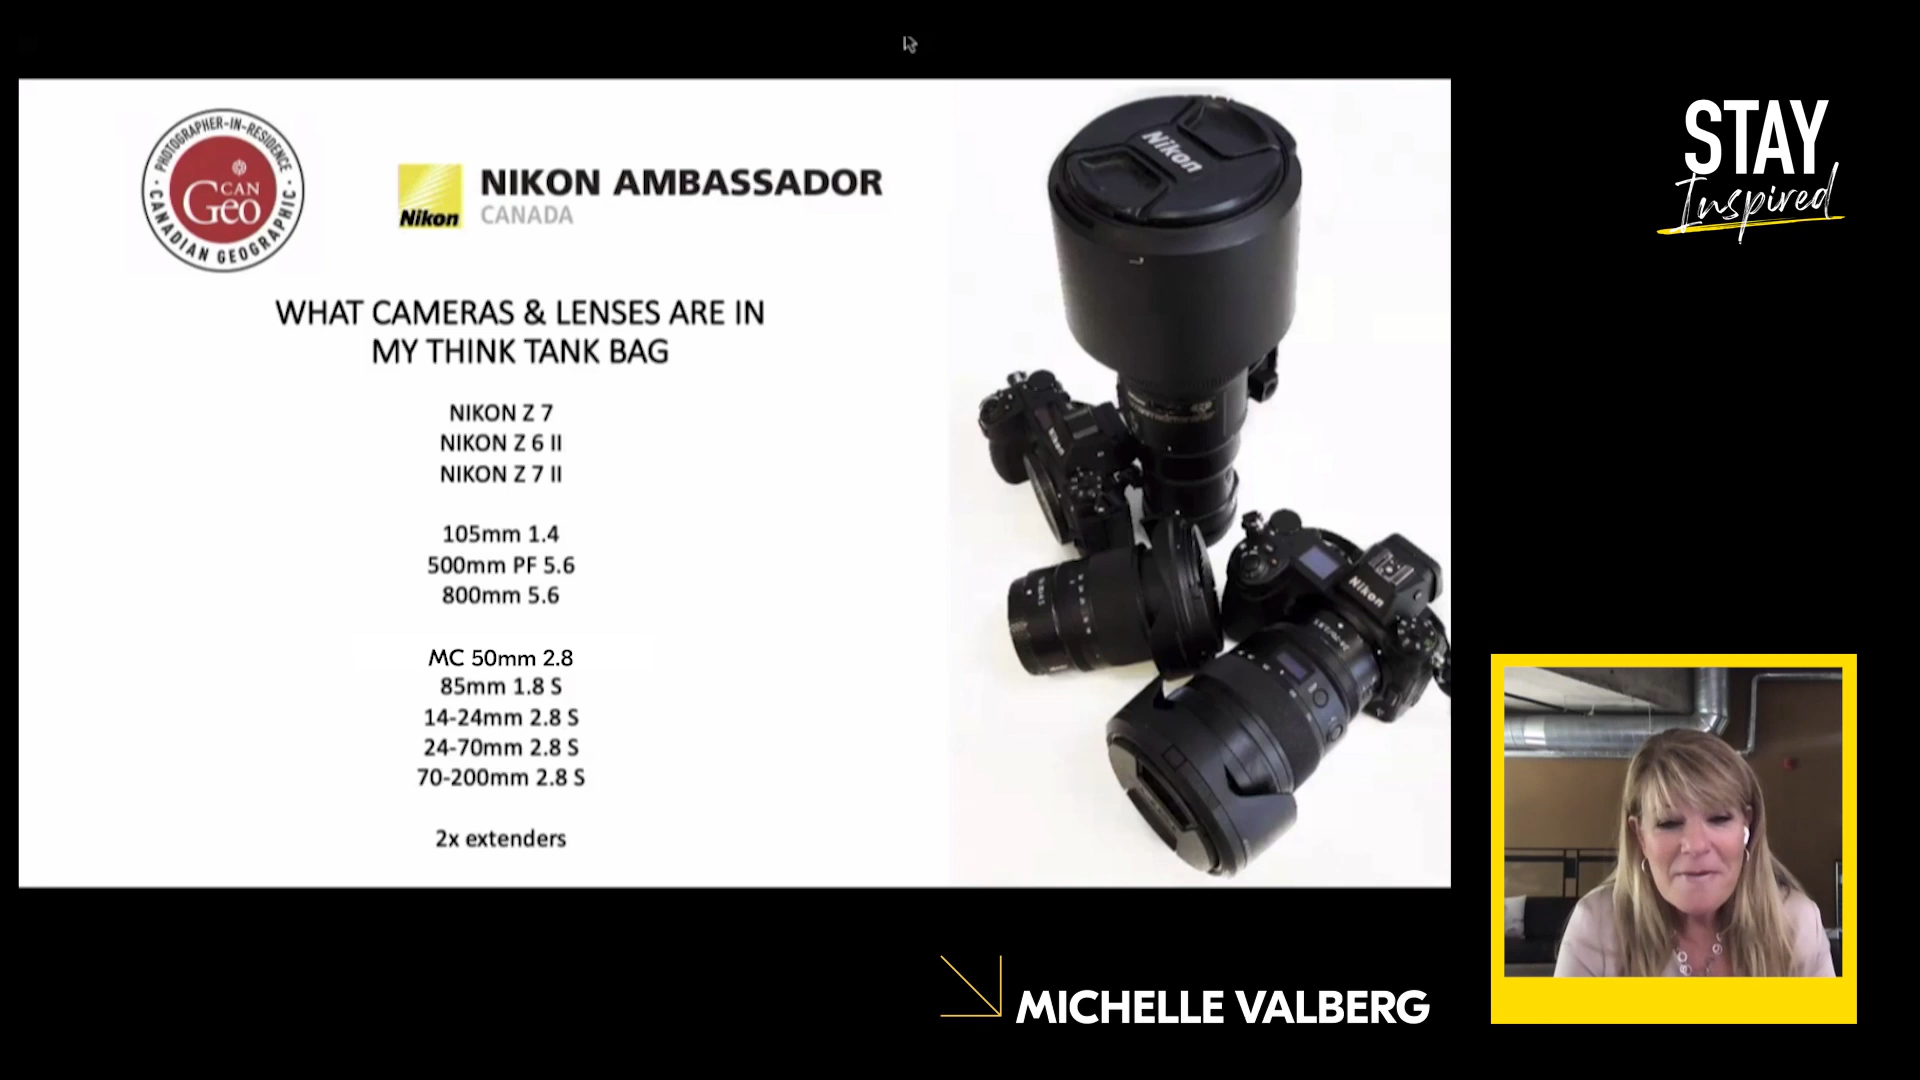 PHOTOGRAPHER-IN-RESIDENCE
CAN
Geo
CANADIAN GEOGRAPHIC
Nikon
NIKON AMBASSADOR
CANADA
WHAT CAMERAS & LENSES ARE IN
MY THINK TANK BAG
NIKON Z 7
NIKON Z 6 II
NIKON Z 7 II
105mm 1.4
500mm PF 5.6
800mm 5.6
MC 50mm 2.8
85mm 1.8 S
14-24mm 2.8 S
24-70mm 2.8 S
70-200mm 2.8 S
2x extenders
Nikon
Nikon
Nikon
STAY
Inspired
MICHELLE VALBERG